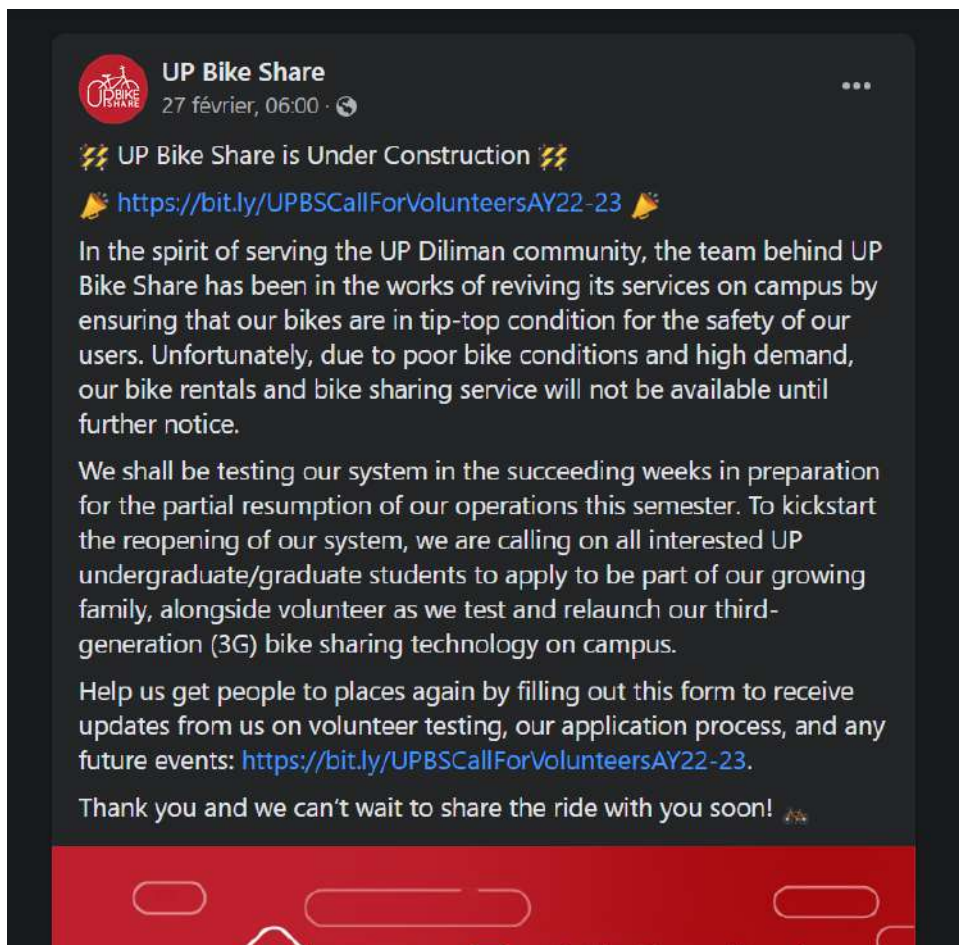 UP Bike Share
27 février, 06:00 ·
UP BIKE SHARE
🚧 UP Bike Share is Under Construction 🚧
📣 https://bit.ly/UPBSCallForVolunteersAY22-23 📣
In the spirit of serving the UP Diliman community, the team behind UP
Bike Share has been in the works of reviving its services on campus by
ensuring that our bikes are in tip-top condition for the safety of our
users. Unfortunately, due to poor bike conditions and high demand,
our bike rentals and bike sharing service will not be available until
further notice.
We shall be testing our system in the succeeding weeks in preparation
for the partial resumption of our operations this semester. To kickstart
the reopening of our system, we are calling on all interested UP
undergraduate/graduate students to apply to be part of our growing
family, alongside volunteer as we test and relaunch our third-
generation (3G) bike sharing technology on campus.
Help us get people to places again by filling out this form to receive
updates from us on volunteer testing, our application process, and any
future events: https://bit.ly/UPBSCallForVolunteersAY22-23.
Thank you and we can't wait to share the ride with you soon! 🚲